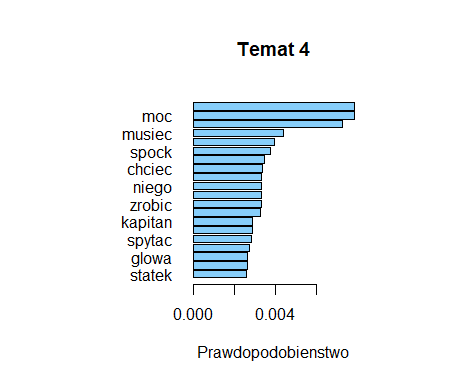 Temat 4
moc
musiec
spock
chciec
niego
zrobic
kapitan
spytac
glowa
statek
0.000 0.004
Prawdopodobienstwo